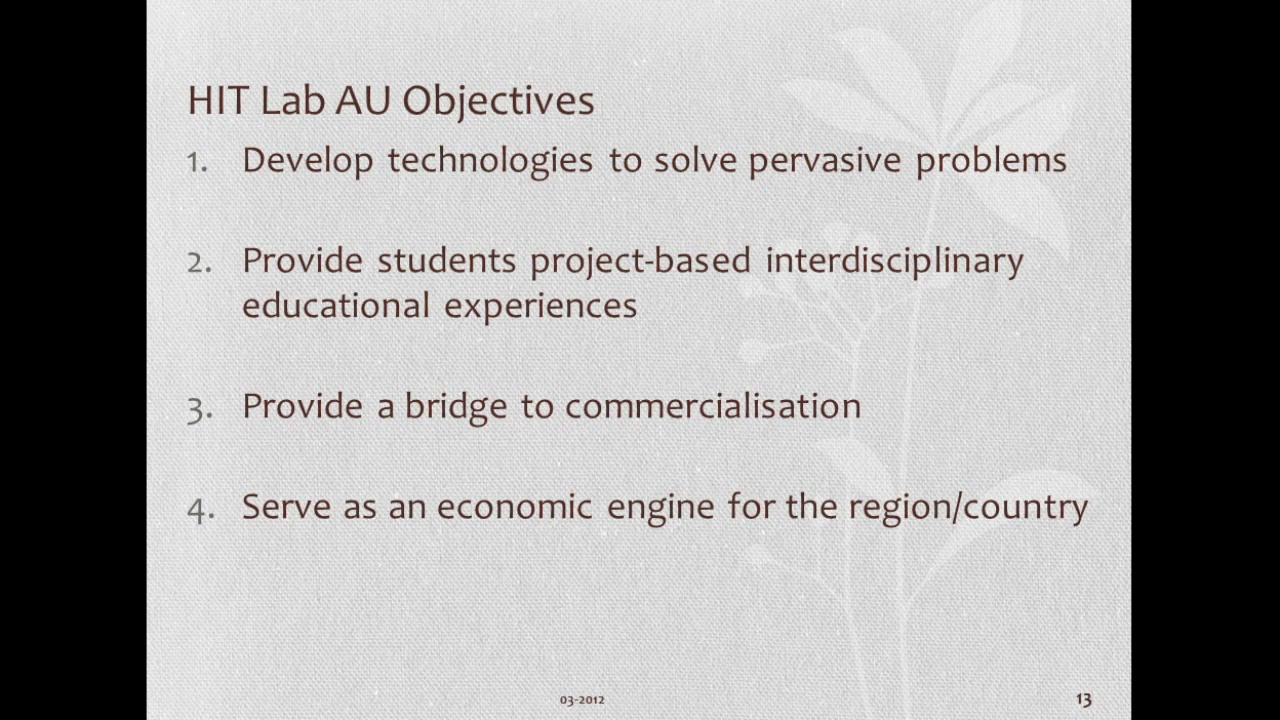 HIT Lab AU Objectives
1. Develop technologies to solve pervasive problems
2. Provide students project-based interdisciplinary
educational experiences
3. Provide a bridge to commercialisation
4. Serve as an economic engine for the region/country
03-2012
13